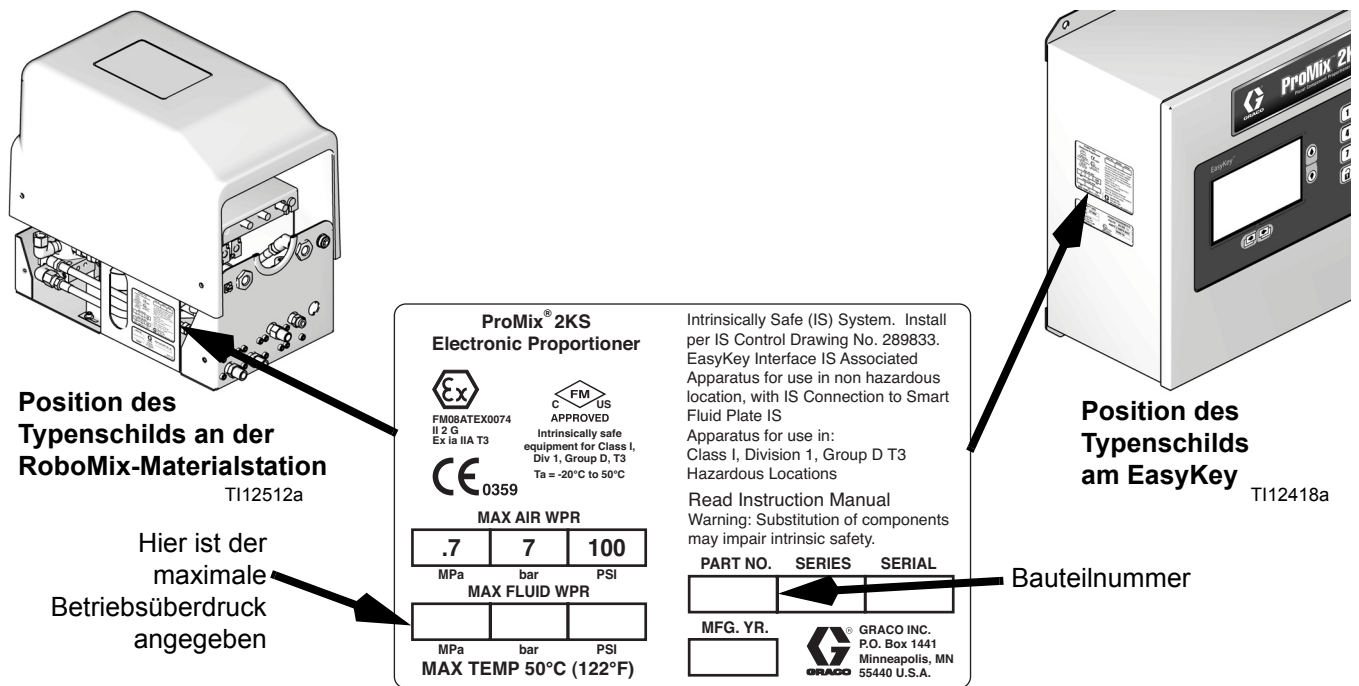 ProMix 2K
GRACO
EasyKey
1
4
7
Position des
Typenschilds an der
RoboMix-Materialstation
TI12512a
Hier ist der
maximale
Betriebsüberdruck
angegeben
ProMix® 2KS
Electronic Proportioner
Ex
FM08ATEX0074
II 2 G
Ex ia IIA T3
C FM US
APPROVED
Intrinsically safe
equipment for Class I,
Div 1, Group D, T3
Ta = -20°C to 50°C
CE 0359
MAX AIR WPR
.7 7 100
MPa bar PSI
MAX FLUID WPR
MPa bar PSI
MAX TEMP 50°C (122°F)
Intrinsically Safe (IS) System. Install
per IS Control Drawing No. 289833.
EasyKey Interface IS Associated
Apparatus for use in non hazardous
location, with IS Connection to Smart
Fluid Plate IS
Apparatus for use in:
Class I, Division 1, Group D T3
Hazardous Locations
Read Instruction Manual
Warning: Substitution of components
may impair intrinsic safety.
PART NO. SERIES SERIAL
MFG. YR.
GRACO
®
GRACO INC.
P.O. Box 1441
Minneapolis, MN
55440 U.S.A.
Position des
Typenschilds
am EasyKey
TI12418a
Bauteilnummer